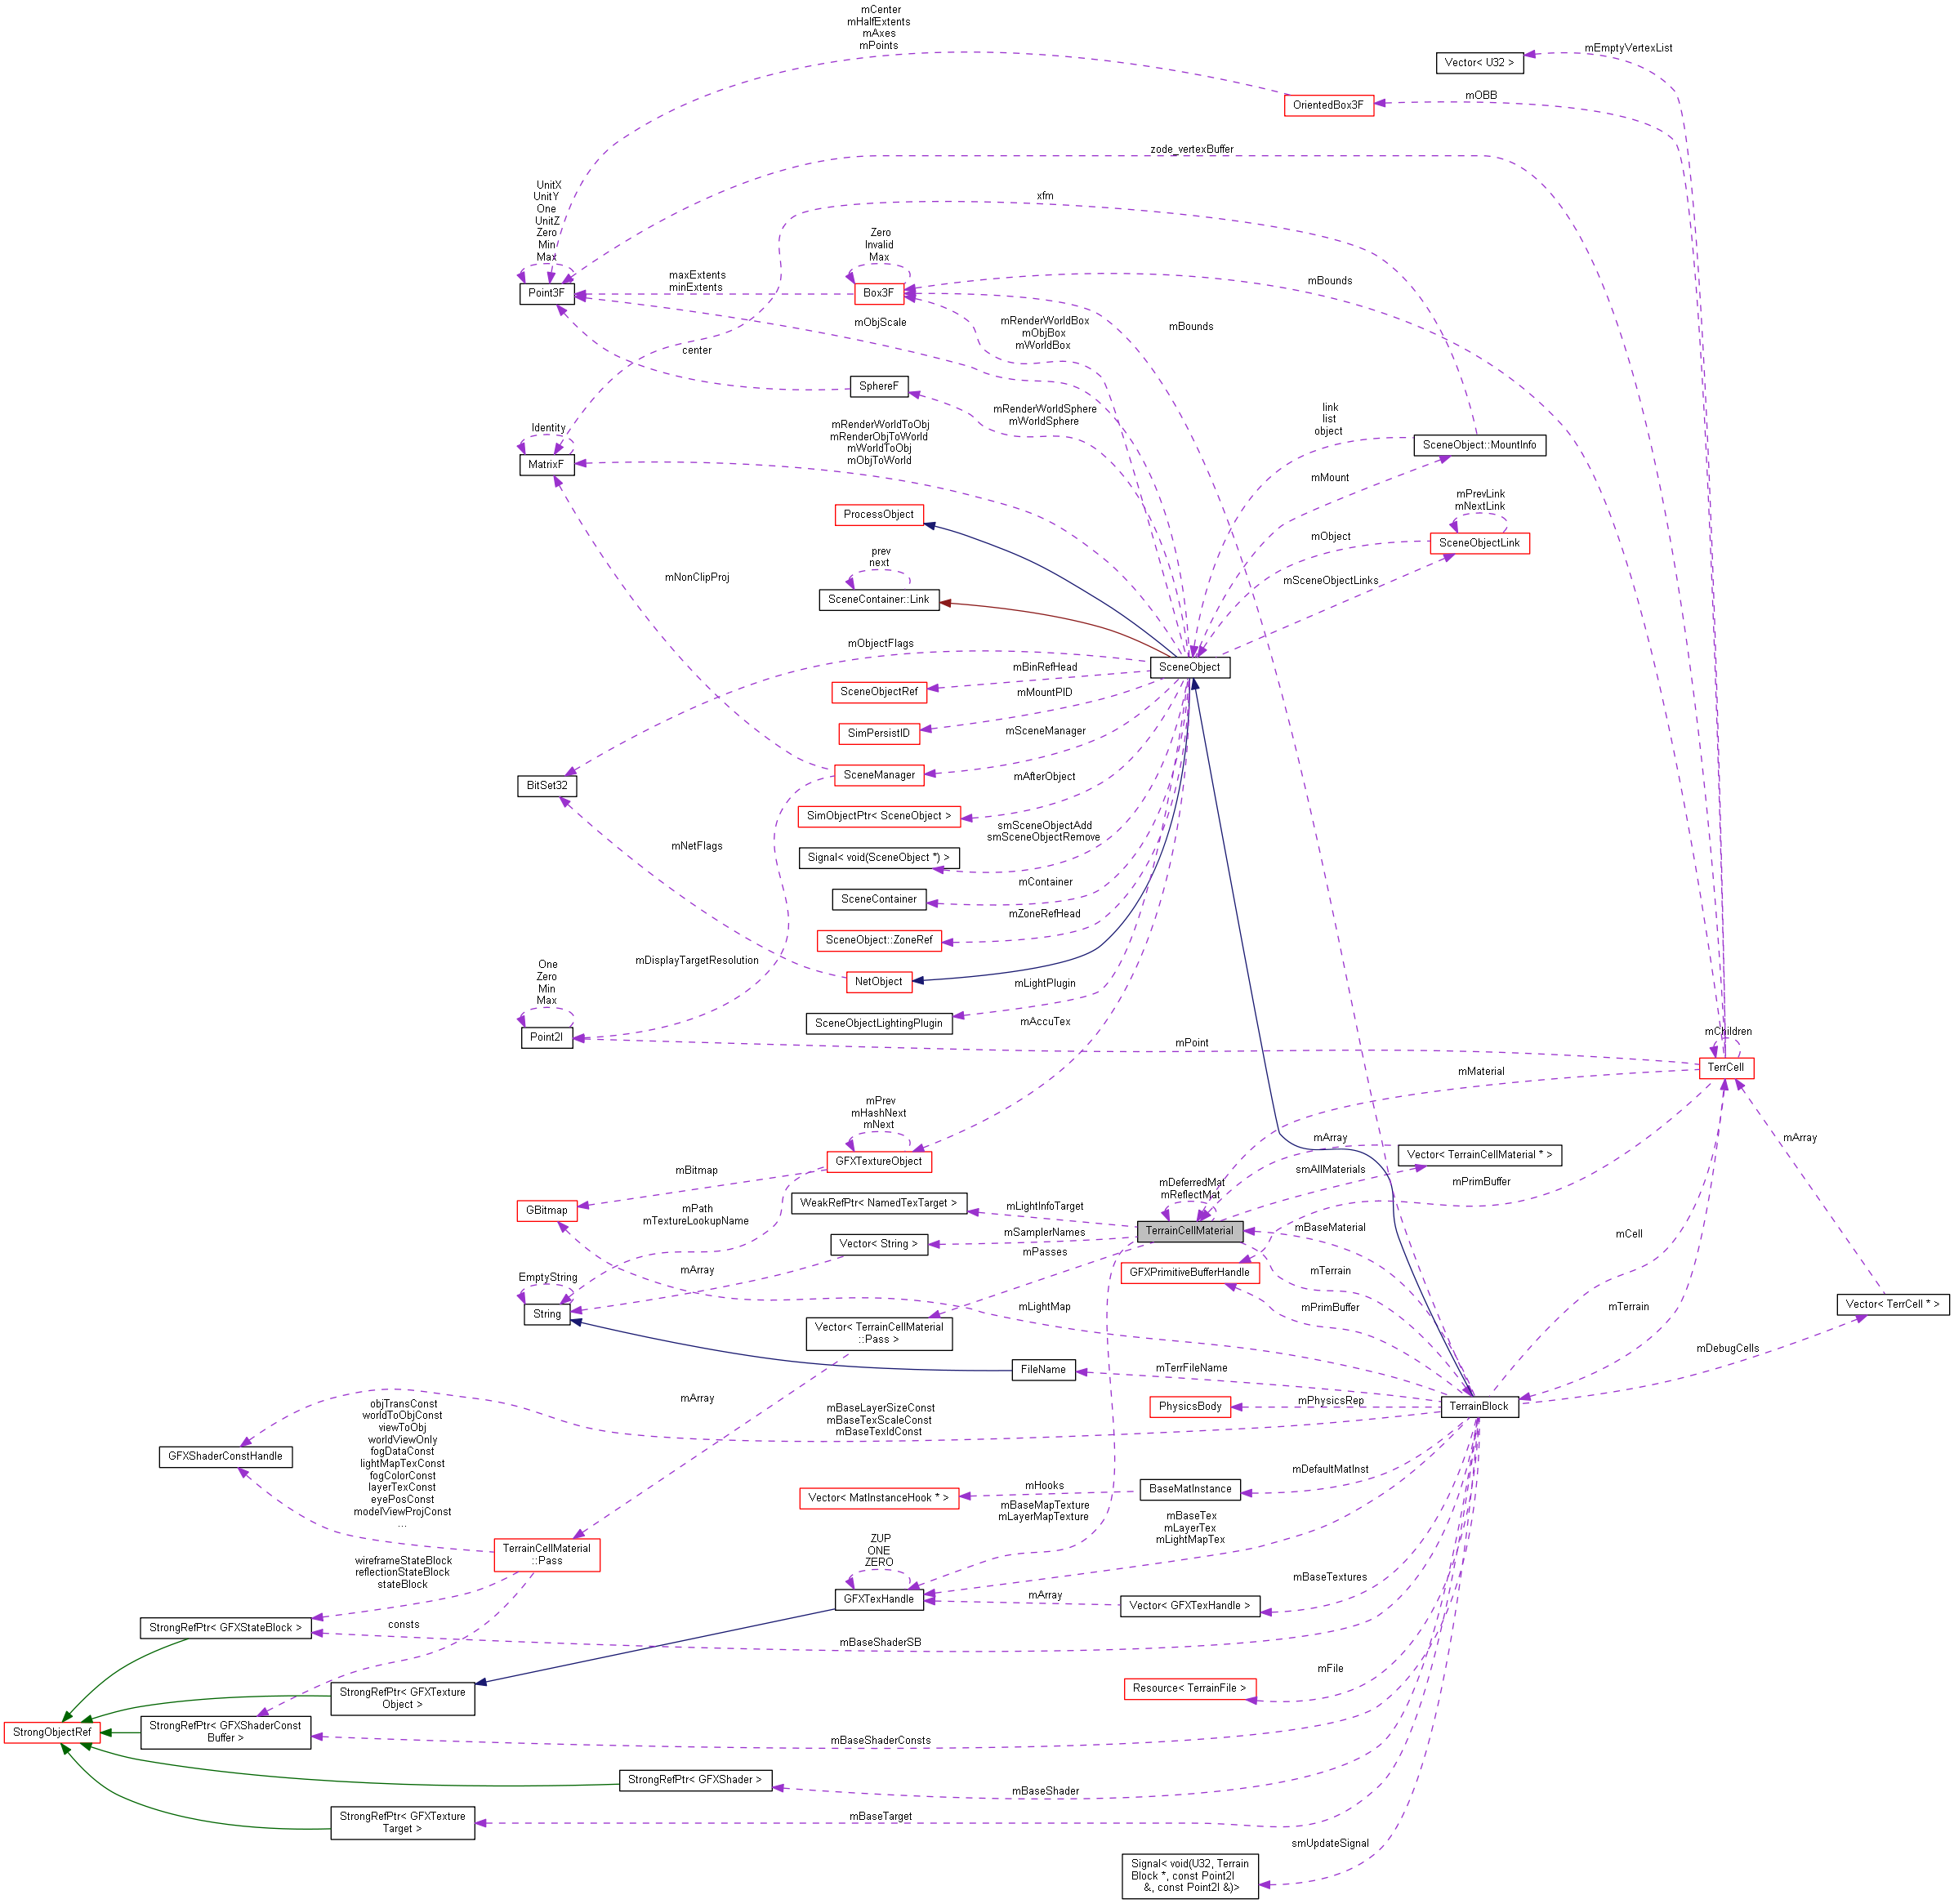 mCenter
mHalfExtents
mAxes
mPoints
mEmptyVertexList
Vector< U32 >
OrientedBox3F
mOBB
zode_vertexBuffer
UnitX
UnitY
One
UnitZ
Zero
Min
Max
xfm
Zero
Invalid
Max
maxExtents
minExtents
mBounds
Point3F
Box3F
mObjScale
mRenderWorldBox
mObjBox
mWorldBox
mBounds
center
SphereF
mRenderWorldSphere
mWorldSphere
link
list
object
Identity
mRenderWorldToObj
mRenderObjToWorld
mWorldToObj
mObjToWorld
SceneObject::MountInfo
MatrixF
mMount
mPrevLink
mNextLink
ProcessObject
mObject
SceneObjectLink
prev
next
mNonClipProj
mSceneObjectLinks
SceneContainer::Link
mObjectFlags
mBinRefHead
SceneObject
SceneObjectRef
mMountPID
SimPersistID
mSceneManager
SceneManager
mAfterObject
BitSet32
SimObjectPtr< SceneObject >
smSceneObjectAdd
smSceneObjectRemove
mNetFlags
Signal< void(SceneObject *) >
mContainer
SceneContainer
mZoneRefHead
SceneObject::ZoneRef
mDisplayTargetResolution
One
Zero
Min
Max
NetObject
mLightPlugin
SceneObjectLightingPlugin
mAccuTex
Point2I
mPoint
mChildren
TerrCell
mMaterial
mPrev
mHashNext
mNext
mArray
Vector< TerrainCellMaterial * >
mArray
GFXTextureObject
mBitmap
smAllMaterials
mDeferredMat
mReflectMat
mPrimBuffer
WeakRefPtr< NamedTexTarget >
mLightInfoTarget
GBitmap
mPath
mTextureLookupName
TerrainCellMaterial
mBaseMaterial
mSamplerNames
Vector< String >
mPasses
mCell
mArray
EmptyString
GFXPrimitiveBufferHandle
mTerrain
String
mLightMap
mPrimBuffer
mTerrain
Vector< TerrCell * >
Vector< TerrainCellMaterial
::Pass >
mDebugCells
FileName
mTerrFileName
mArray
objTransConst
worldToObjConst
viewToObj
worldViewOnly
fogDataConst
lightMapTexConst
fogColorConst
layerTexConst
eyePosConst
modelViewProjConst
...
mBaseLayerSizeConst
mBaseTexScaleConst
mBaseTexIdConst
PhysicsBody
mPhysicsRep
TerrainBlock
GFXShaderConstHandle
mDefaultMatInst
mHooks
BaseMatInstance
Vector< MatInstanceHook * >
mBaseMapTexture
mLayerMapTexture
mBaseTex
mLayerTex
mLightMapTex
TerrainCellMaterial
::Pass
ZUP
ONE
ZERO
wireframeStateBlock
reflectionStateBlock
stateBlock
mBaseTextures
GFXTexHandle
mArray
Vector< GFXTexHandle >
consts
StrongRefPtr< GFXStateBlock >
mBaseShaderSB
mFile
Resource< TerrainFile >
StrongRefPtr< GFXTexture
Object >
StrongObjectRef
StrongRefPtr< GFXShaderConst
Buffer >
mBaseShaderConsts
StrongRefPtr< GFXShader >
mBaseShader
StrongRefPtr< GFXTexture
Target >
mBaseTarget
smUpdateSignal
Signal< void(U32, Terrain
Block *, const Point2I
&, const Point2I &)>